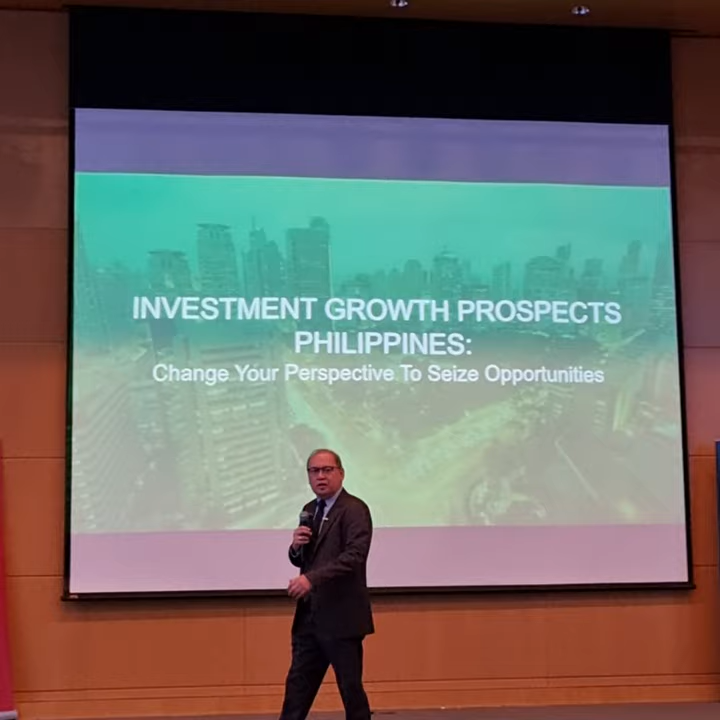 INVESTMENT GROWTH PROSPECTS
PHILIPPINES:
Change Your Perspective To Seize Opportunities